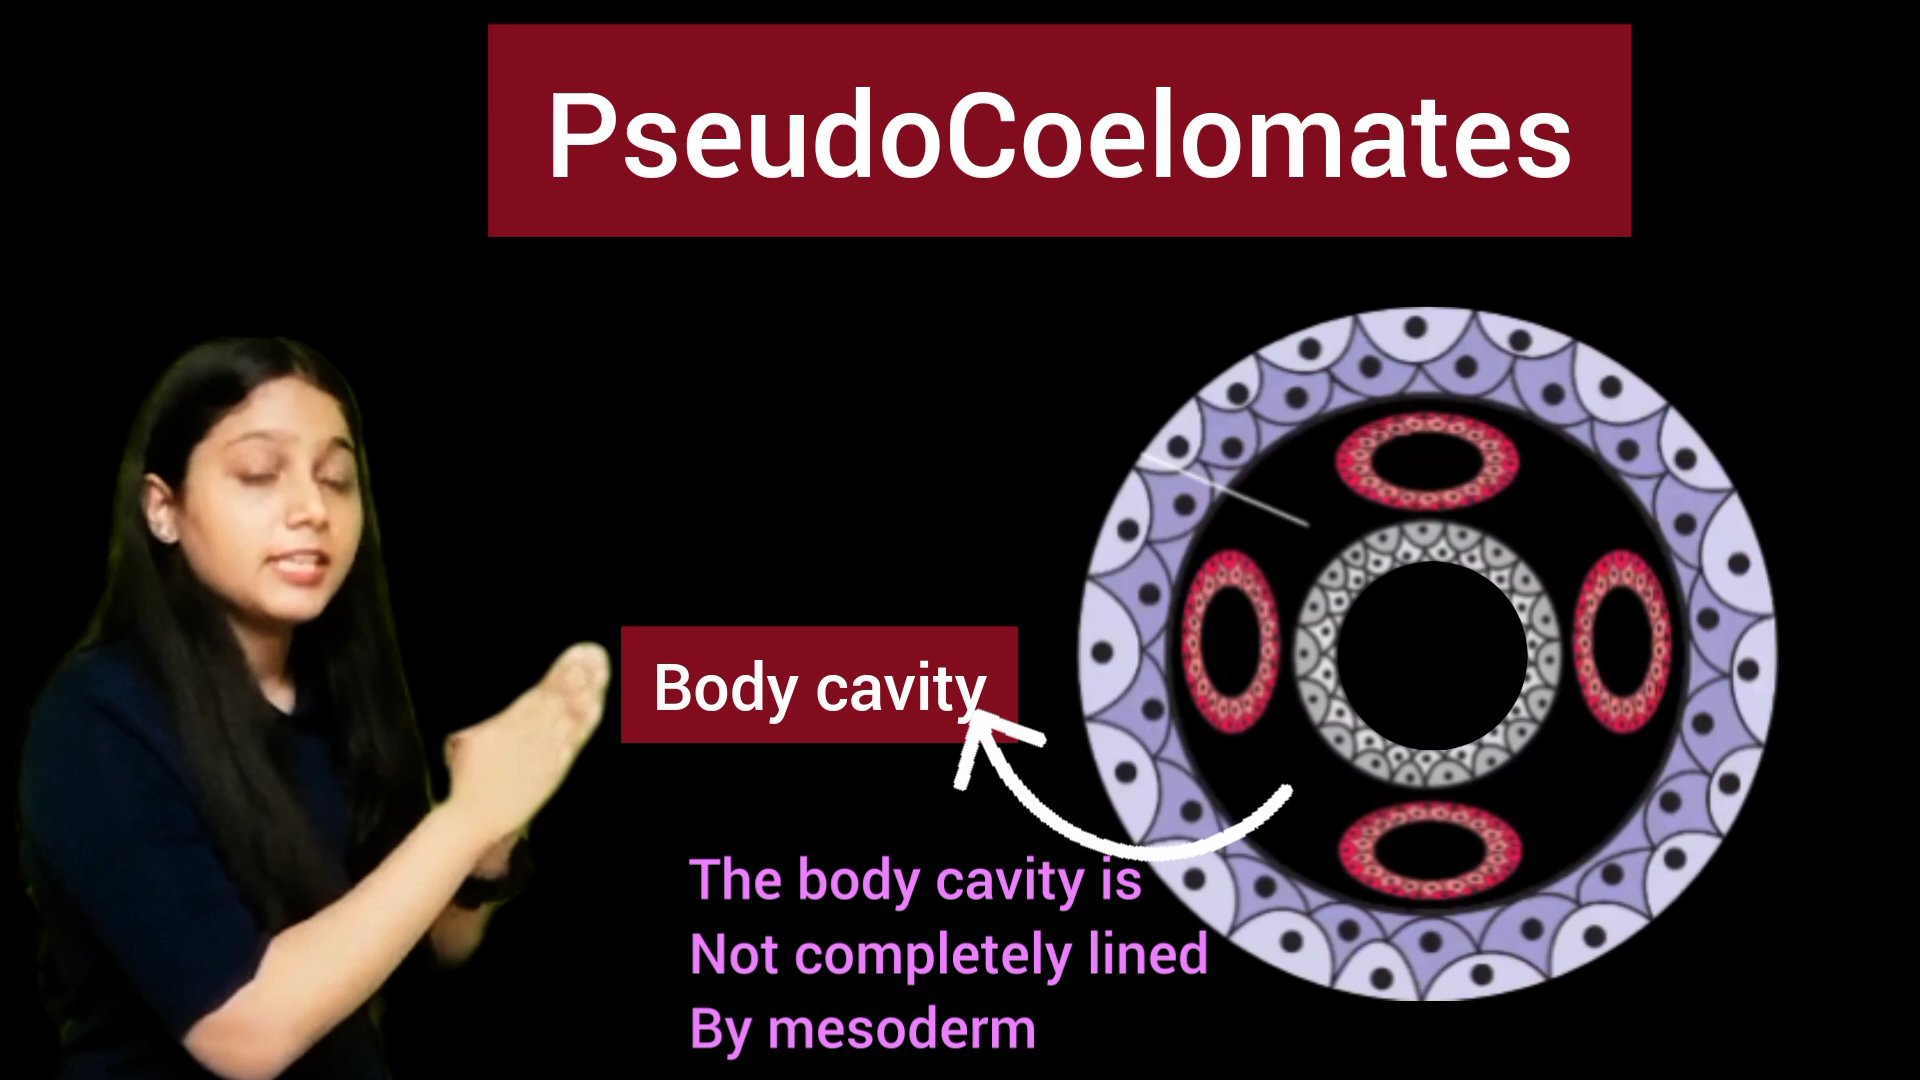 PseudoCoelomates
Body cavity
The body cavity is
Not completely lined
By mesoderm